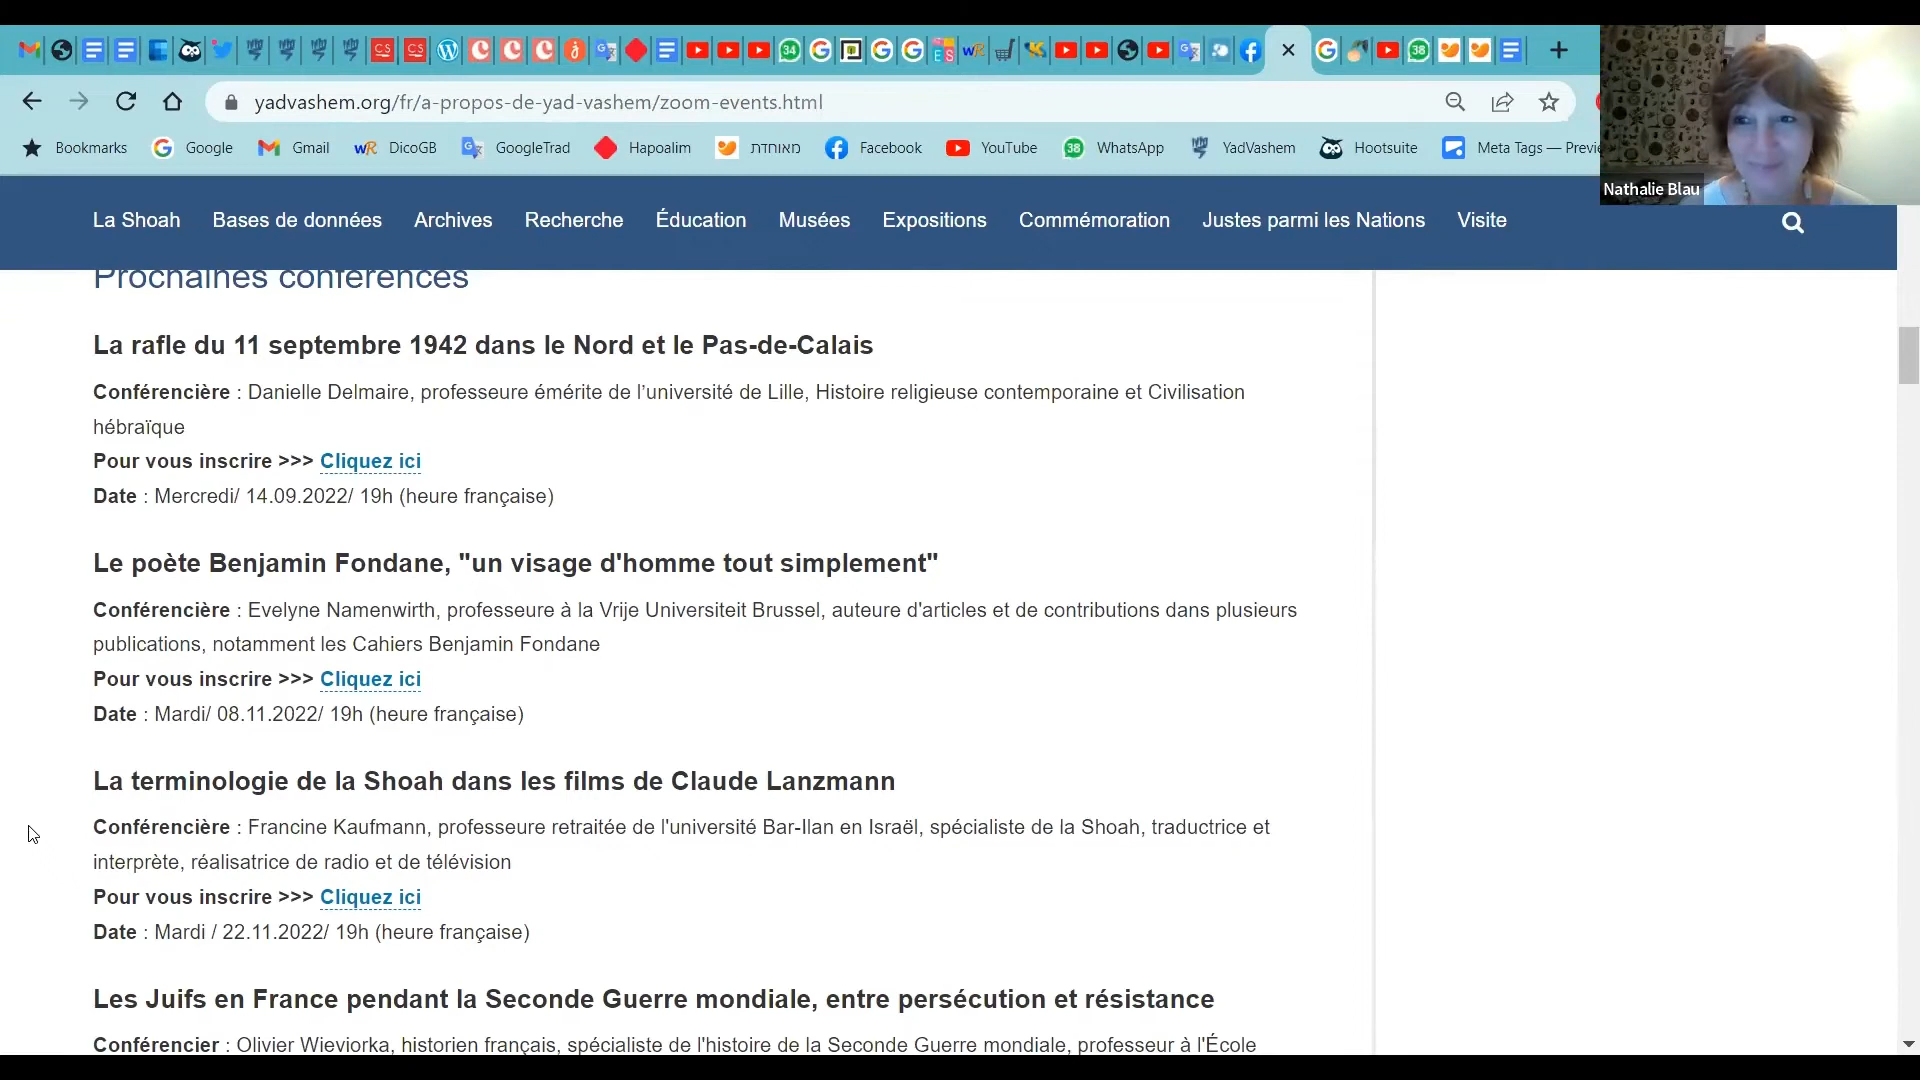 yadvashem.org/fr/a-propos-de-yad-vashem/zoom-events.html
Bookmarks Google Gmail DicoGB GoogleTrad Hapoalim מאוחדת Facebook YouTube WhatsApp YadVashem Hootsuite Meta Tags — Previe
Nathalie Blau
La Shoah Bases de données Archives Recherche Éducation Musées Expositions Commémoration Justes parmi les Nations Visite
Prochaines conférences
La rafle du 11 septembre 1942 dans le Nord et le Pas-de-Calais
Conférencière : Danielle Delmaire, professeure émérite de l'université de Lille, Histoire religieuse contemporaine et Civilisation
hébraïque
Pour vous inscrire >>> Cliquez ici
Date : Mercredi/ 14.09.2022/ 19h (heure française)
Le poète Benjamin Fondane, "un visage d'homme tout simplement"
Conférencière : Evelyne Namenwirth, professeure à la Vrije Universiteit Brussel, auteure d'articles et de contributions dans plusieurs
publications, notamment les Cahiers Benjamin Fondane
Pour vous inscrire >>> Cliquez ici
Date : Mardi/ 08.11.2022/ 19h (heure française)
La terminologie de la Shoah dans les films de Claude Lanzmann
Conférencière : Francine Kaufmann, professeure retraitée de l'université Bar-Ilan en Israël, spécialiste de la Shoah, traductrice et
interprète, réalisatrice de radio et de télévision
Pour vous inscrire >>> Cliquez ici
Date : Mardi / 22.11.2022/ 19h (heure française)
Les Juifs en France pendant la Seconde Guerre mondiale, entre persécution et résistance
Conférencier : Olivier Wieviorka, historien français, spécialiste de l'histoire de la Seconde Guerre mondiale, professeur à l'École